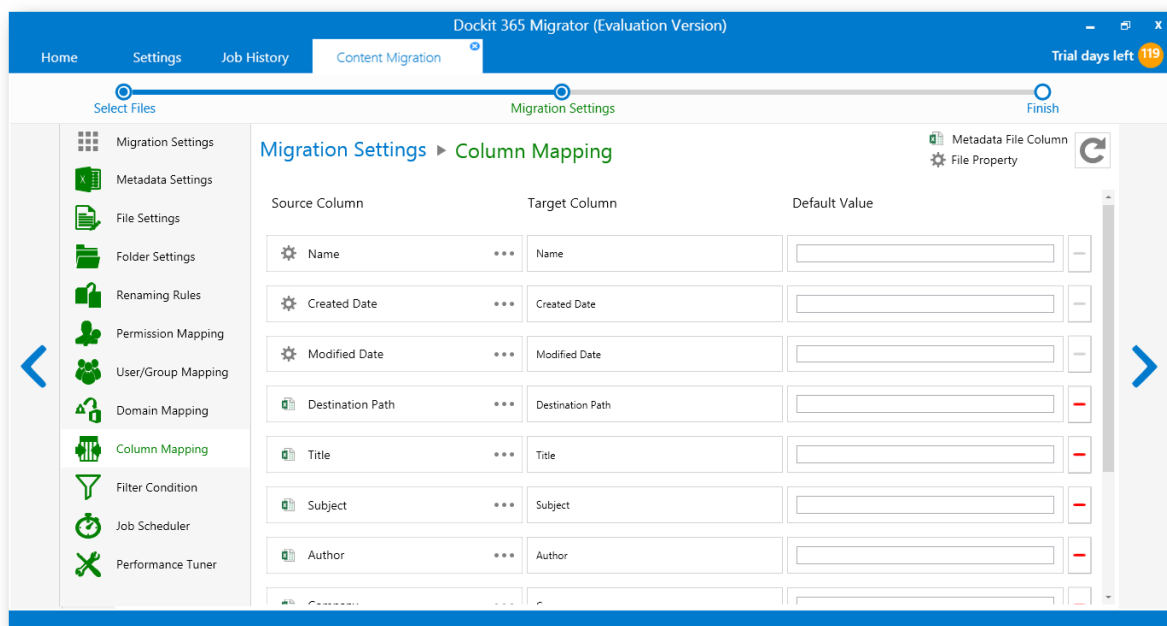 Dockit 365 Migrator (Evaluation Version)
Home Settings Job History Content Migration Trial days left 119
Select Files Migration Settings Finish
Migration Settings
Metadata Settings
File Settings
Folder Settings
Renaming Rules
Permission Mapping
User/Group Mapping
Domain Mapping
Column Mapping
Filter Condition
Job Scheduler
Performance Tuner
Migration Settings ▸ Column Mapping
Metadata File Column
File Property
Source Column Target Column Default Value
Name ••• Name
Created Date ••• Created Date
Modified Date ••• Modified Date
Destination Path ••• Destination Path
Title ••• Title
Subject ••• Subject
Author ••• Author